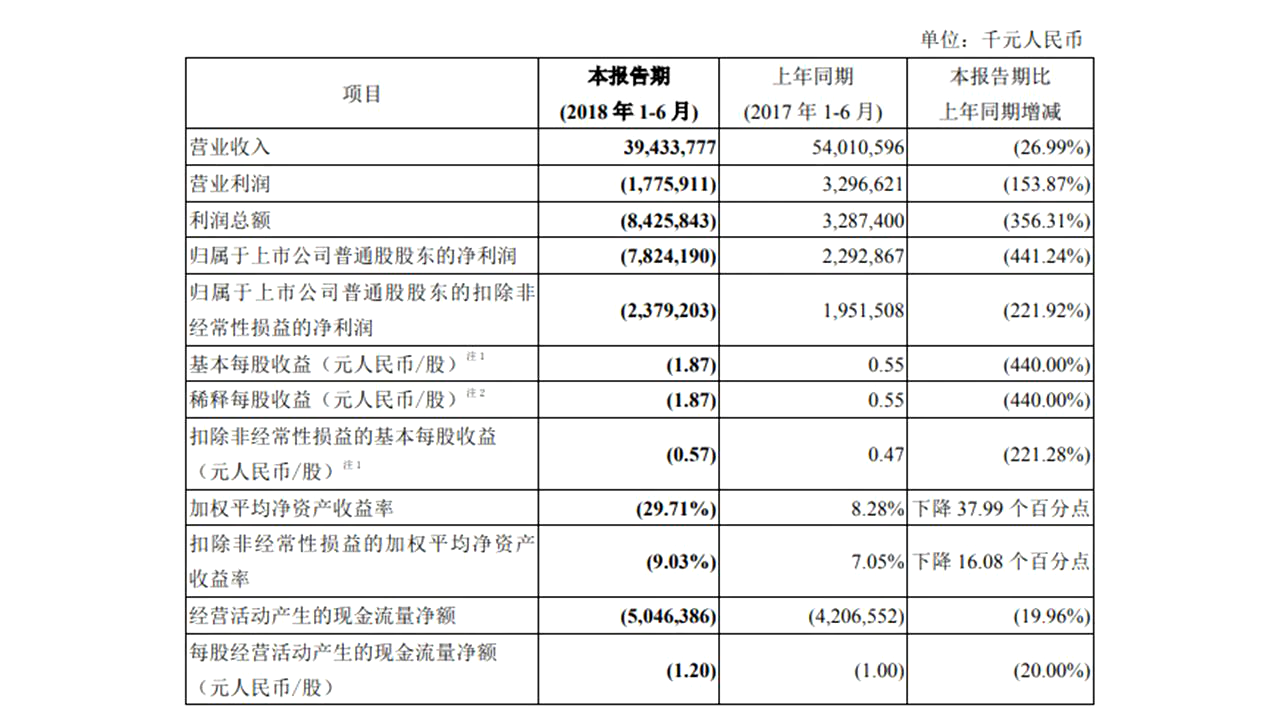 单位：千元人民币
项目 本报告期 (2018 年 1-6 月) 上年同期 (2017 年 1-6 月) 本报告期比 上年同期增减
营业收入 39,433,777 54,010,596 (26.99%)
营业利润 (1,775,911) 3,296,621 (153.87%)
利润总额 (8,425,843) 3,287,400 (356.31%)
归属于上市公司普通股股东的净利润 (7,824,190) 2,292,867 (441.24%)
归属于上市公司普通股股东的扣除非
经常性损益的净利润 (2,379,203) 1,951,508 (221.92%)
基本每股收益（元人民币/股）注1 (1.87) 0.55 (440.00%)
稀释每股收益（元人民币/股）注2 (1.87) 0.55 (440.00%)
扣除非经常性损益的基本每股收益
（元人民币/股）注1 (0.57) 0.47 (221.28%)
加权平均净资产收益率 (29.71%) 8.28% 下降 37.99 个百分点
扣除非经常性损益的加权平均净资产
收益率 (9.03%) 7.05% 下降 16.08 个百分点
经营活动产生的现金流量净额 (5,046,386) (4,206,552) (19.96%)
每股经营活动产生的现金流量净额
（元人民币/股） (1.20) (1.00) (20.00%)